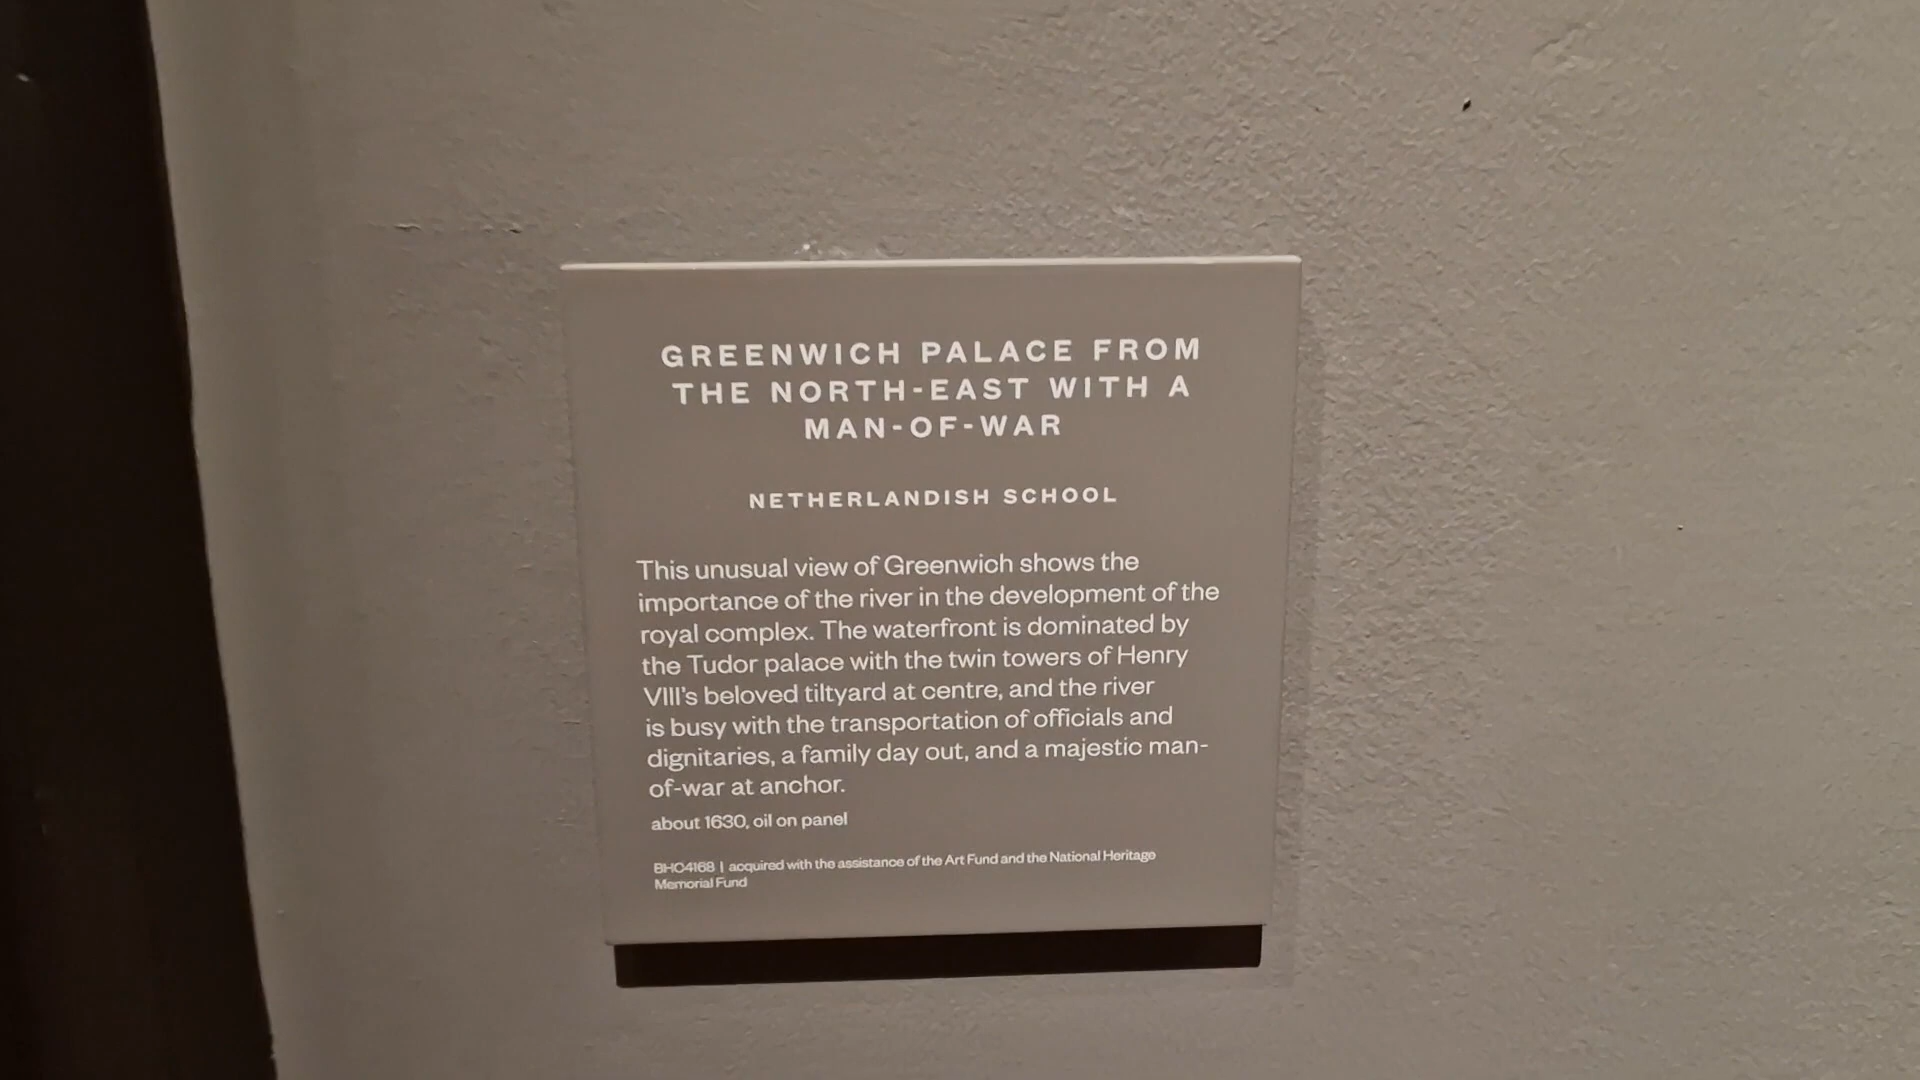 GREENWICH PALACE FROM
THE NORTH-EAST WITH A
MAN-OF-WAR
NETHERLANDISH SCHOOL
This unusual view of Greenwich shows the
importance of the river in the development of the
royal complex. The waterfront is dominated by
the Tudor palace with the twin towers of Henry
VIII's beloved tiltyard at centre, and the river
is busy with the transportation of officials and
dignitaries, a family day out, and a majestic man-
of-war at anchor.
about 1630, oil on panel
BHC4168 | acquired with the assistance of the Art Fund and the National Heritage
Memorial Fund